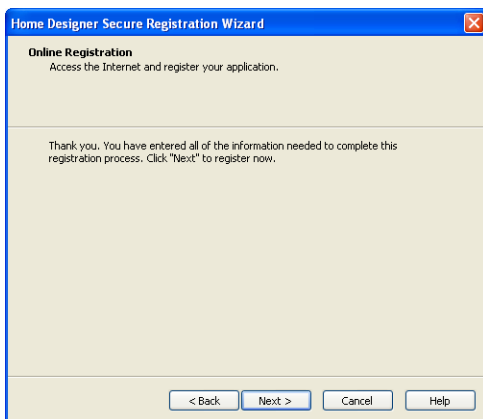 Home Designer Secure Registration Wizard
Online Registration
Access the Internet and register your application.
Thank you. You have entered all of the information needed to complete this
registration process. Click "Next" to register now.
< Back Next > Cancel Help